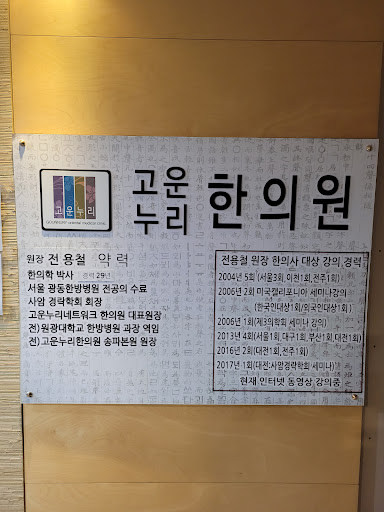 고운누리
고운
누리
한의원
원장 전용철 약력
한의학 박사 경력 29년
서울 광동한방병원 전공의 수료
사암 경락학회 회장
고운누리네트워크 한의원 대표원장
전)원광대학교 한방병원 과장 역임
전)고운누리한의원 송파본원 원장
전용철 원장 한의사 대상 강의 경력
2004년 5회 (서울3회, 이천1회,전주1회)
2006년 2회 미국캘리포니아 세미나강의
(한국인대상1회/외국인대상1회)
2006년 1회(제3의학회 세미나 강의)
2013년 4회(서울1회, 대구1회, 부산1회,대전1회)
2016년 2회(대전1회,전주1회)
2017년 1회(대전:사암경락학회 세미나)
현재 인터넷 동영상 강의중